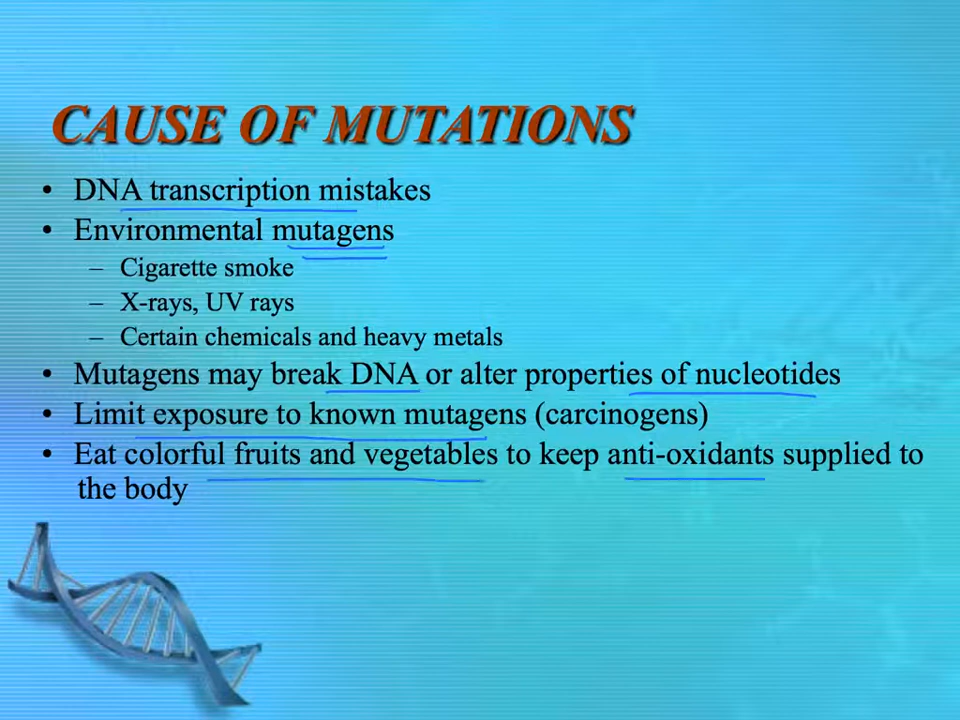 CAUSE OF MUTATIONS
• DNA transcription mistakes
• Environmental mutagens
– Cigarette smoke
– X-rays, UV rays
– Certain chemicals and heavy metals
• Mutagens may break DNA or alter properties of nucleotides
• Limit exposure to known mutagens (carcinogens)
• Eat colorful fruits and vegetables to keep anti-oxidants supplied to
the body